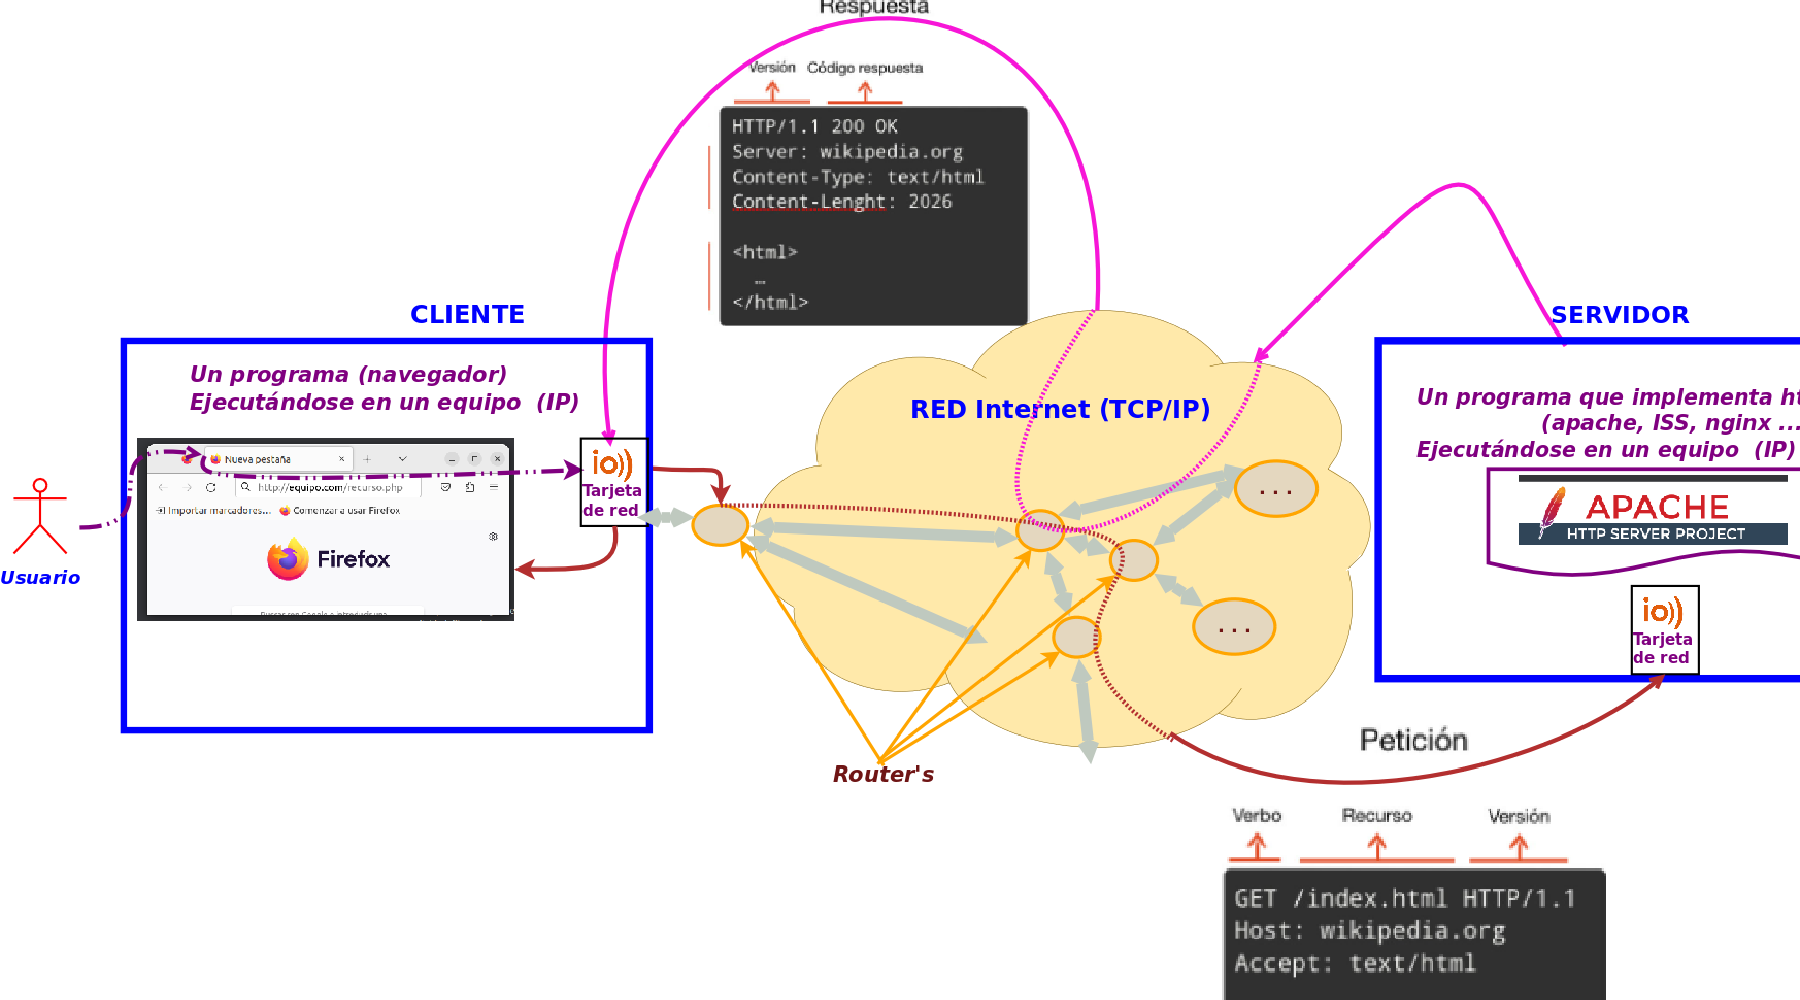 Respuesta
Versión Código respuesta
HTTP/1.1 200 OK
Server: wikipedia.org
Content-Type: text/html
Content-Lenght: 2026
<html>
…
</html>
CLIENTE
Un programa (navegador)
Ejecutándose en un equipo (IP)
Nueva pestaña
http://equipo.com/recurso.php
Importar marcadores... Comenzar a usar Firefox
Firefox
Usuario
io))
Tarjeta
de red
RED Internet (TCP/IP)
...
...
Router's
SERVIDOR
Un programa que implementa
(apache, ISS, nginx ...
Ejecutándose en un equipo (IP)
APACHE
HTTP SERVER PROJECT
io))
Tarjeta
de red
Petición
Verbo Recurso Versión
GET /index.html HTTP/1.1
Host: wikipedia.org
Accept: text/html